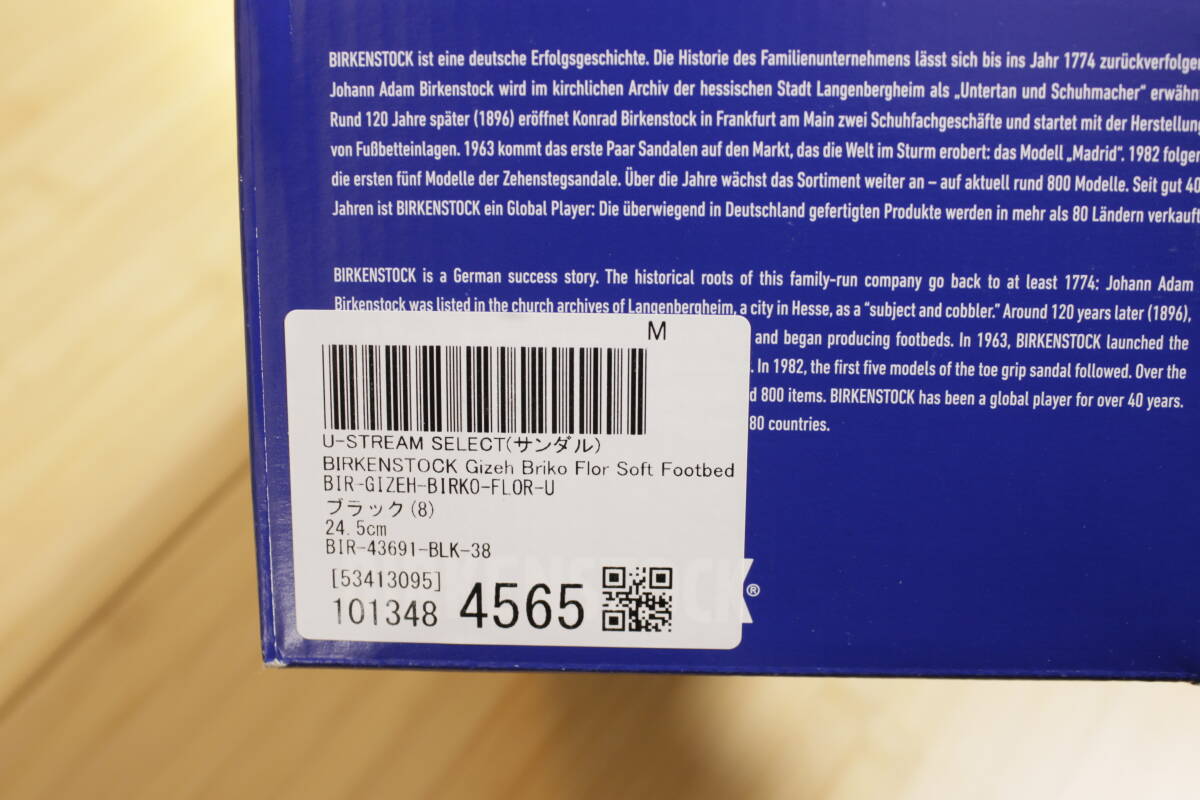 BIRKENSTOCK ist eine deutsche Erfolgsgeschichte. Die Historie des Familienunternehmens lässt sich bis ins Jahr 1774 zurückverfolgen
Johann Adam Birkenstock wird im kirchlichen Archiv der hessischen Stadt Langenbergheim als „Untertan und Schuhmacher“ erwähn
Rund 120 Jahre später (1896) eröffnet Konrad Birkenstock in Frankfurt am Main zwei Schuhfachgeschäfte und startet mit der Herstellung
von Fußbetteinlagen. 1963 kommt das erste Paar Sandalen auf den Markt, das die Welt im Sturm erobert: das Modell „Madrid“. 1982 folgen
die ersten fünf Modelle der Zehenstegsandale. Über die Jahre wächst das Sortiment weiter an – auf aktuell rund 800 Modelle. Seit gut 40
Jahren ist BIRKENSTOCK ein Global Player: Die überwiegend in Deutschland gefertigten Produkte werden in mehr als 80 Ländern verkauft
BIRKENSTOCK is a German success story. The historical roots of this family-run company go back to at least 1774: Johann Adam
Birkenstock was listed in the church archives of Langenbergheim, a city in Hesse, as a “subject and cobbler.” Around 120 years later (1896),
and began producing footbeds. In 1963, BIRKENSTOCK launched the
. In 1982, the first five models of the toe grip sandal followed. Over the
d 800 items. BIRKENSTOCK has been a global player for over 40 years.
80 countries.
M
U-STREAM SELECT(サンダル)
BIRKENSTOCK Gizeh Briko Flor Soft Footbed
BIR-GIZEH-BIRKO-FLOR-U
ブラック(8)
24.5cm
BIR-43691-BLK-38
[53413095]
101348 4565
KENSTOCK®